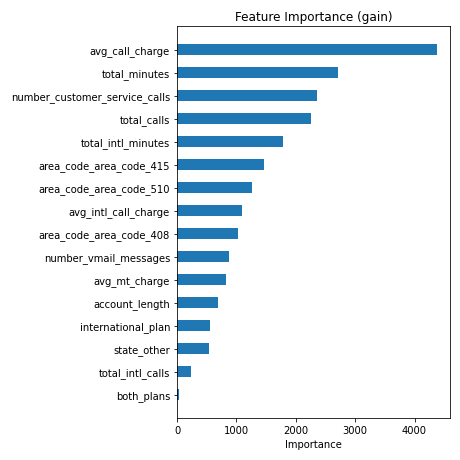 Feature Importance (gain)
avg_call_charge
total_minutes
number_customer_service_calls
total_calls
total_intl_minutes
area_code_area_code_415
area_code_area_code_510
avg_intl_call_charge
area_code_area_code_408
number_vmail_messages
avg_mt_charge
account_length
international_plan
state_other
total_intl_calls
both_plans
0 1000 2000 3000 4000
Importance